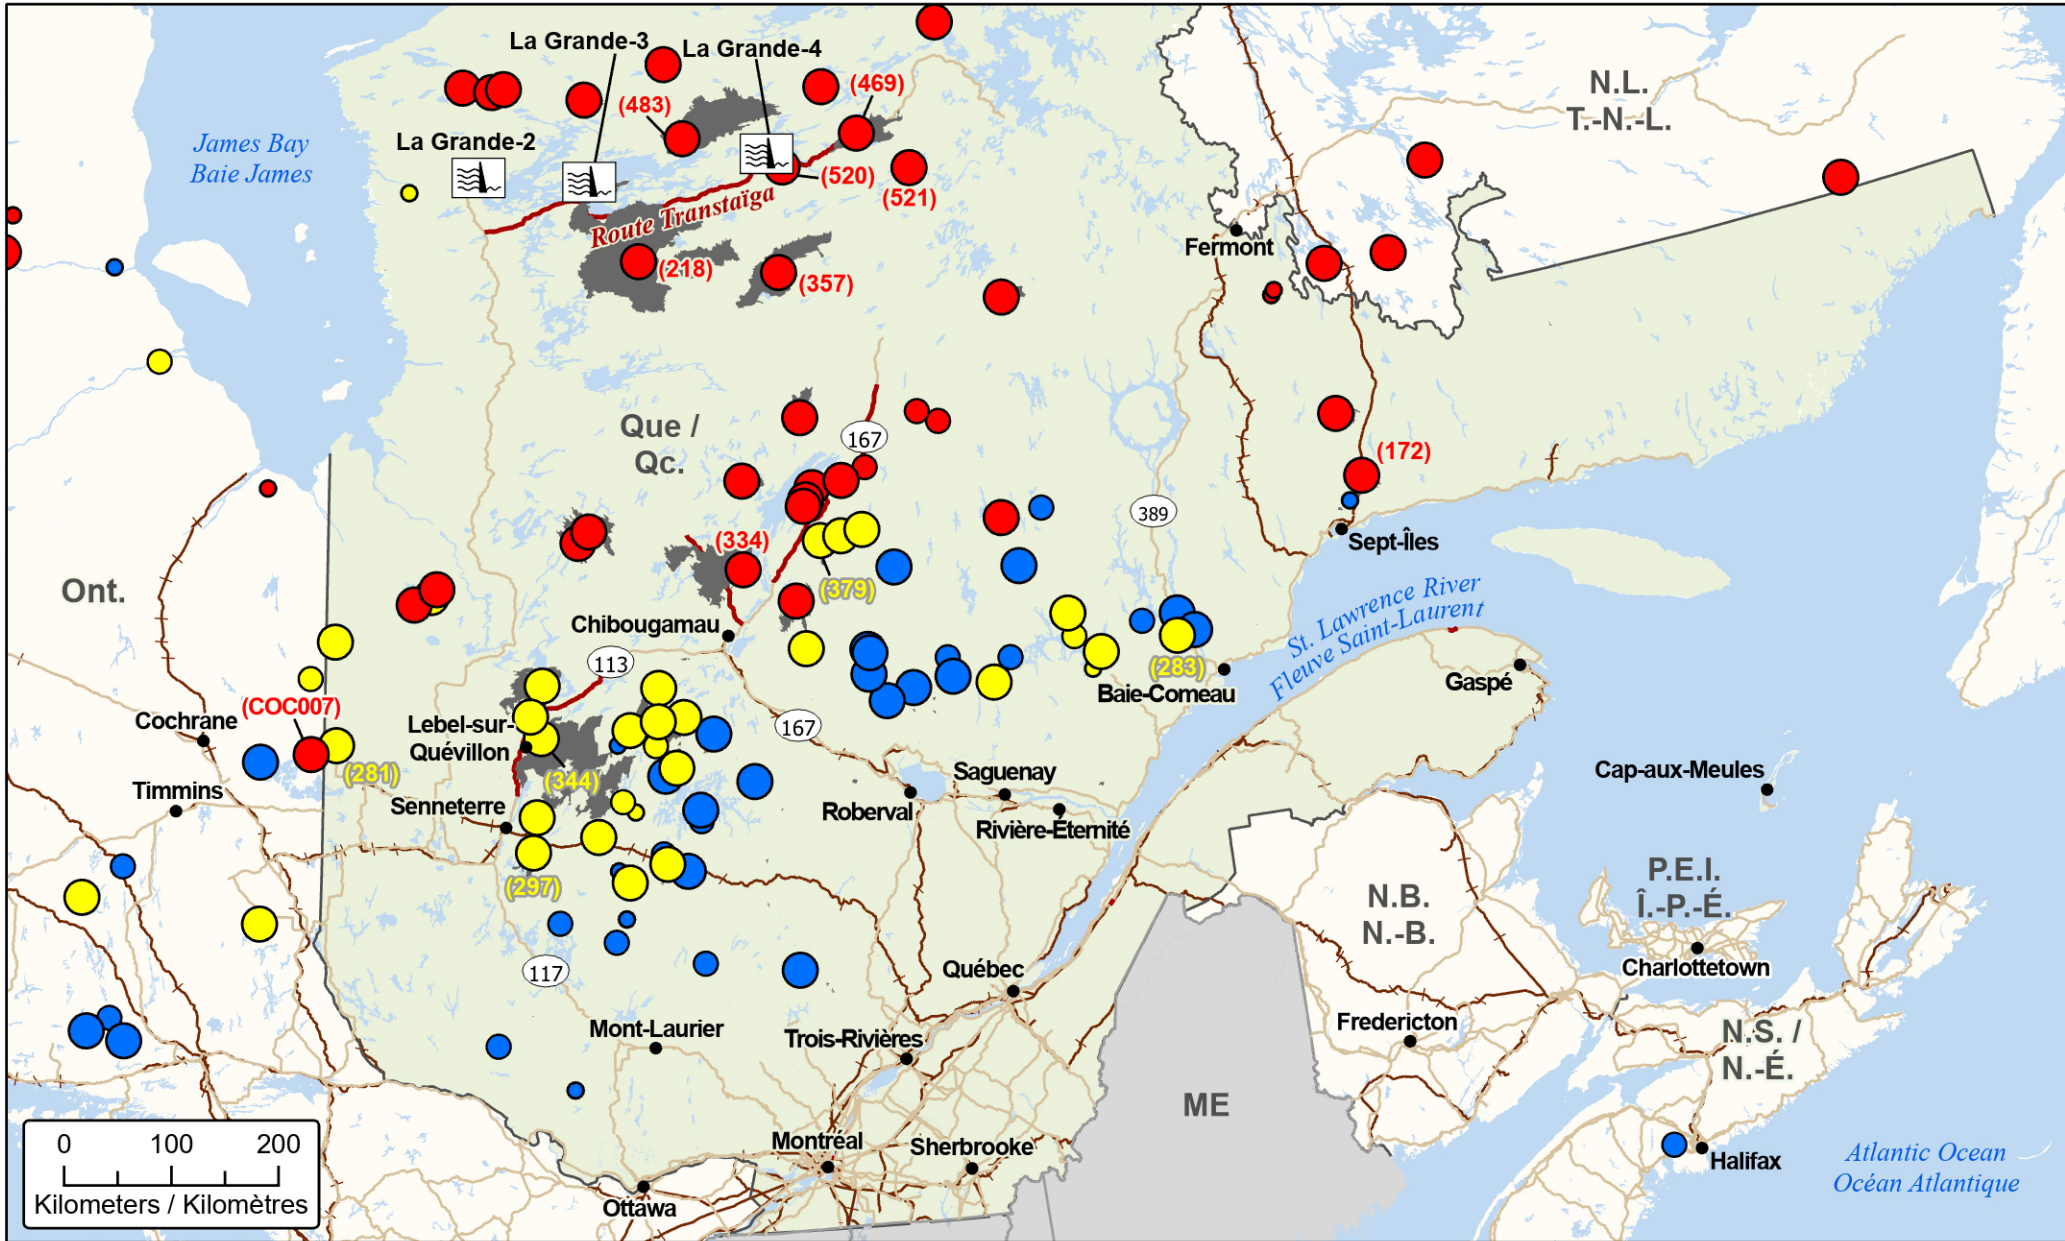 La Grande-3
La Grande-4
(469)
(483)
N.L.
T.-N.-L.
James Bay
Baie James
La Grande-2
(520)
(521)
Route Transtaïga
Fermont
(218)
(357)
Que /
Qc.
167
(172)
389
Sept-Îles
(334)
(379)
Ont.
St. Lawrence River
Fleuve Saint-Laurent
Chibougamau
113
(283)
Baie-Comeau
Gaspé
(COC007)
Cochrane
Lebel-sur-
Quévillon
167
(281)
(344)
Saguenay
Cap-aux-Meules
Timmins
Senneterre
Roberval
Rivière-Éternité
(297)
P.E.I.
Î.-P.-É.
N.B.
N.-B.
117
Québec
Charlottetown
Mont-Laurier
Trois-Rivières
Fredericton
N.S. /
N.-É.
ME
0 100 200
Kilometers / Kilomètres
Montréal
Sherbrooke
Halifax
Atlantic Ocean
Océan Atlantique
Ottawa